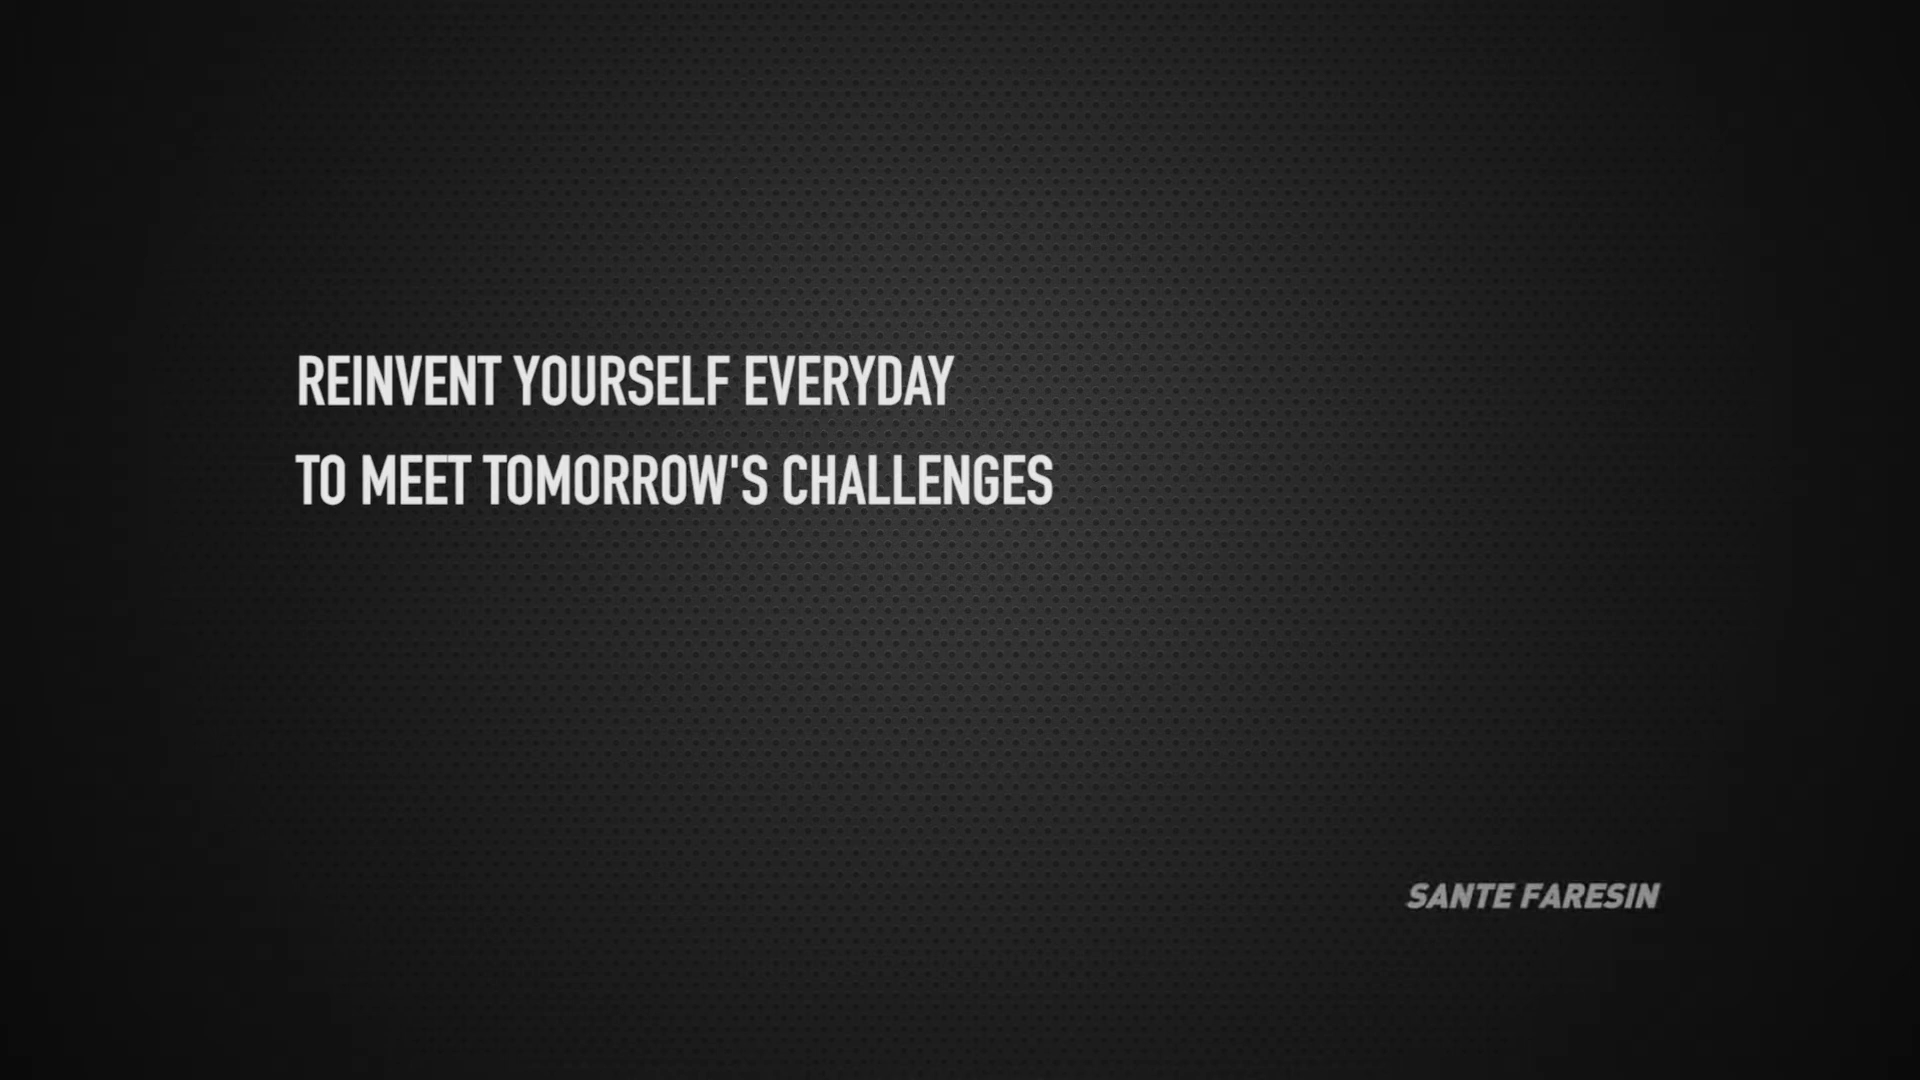 REINVENT YOURSELF EVERYDAY
TO MEET TOMORROW'S CHALLENGES
SANTE FARESIN